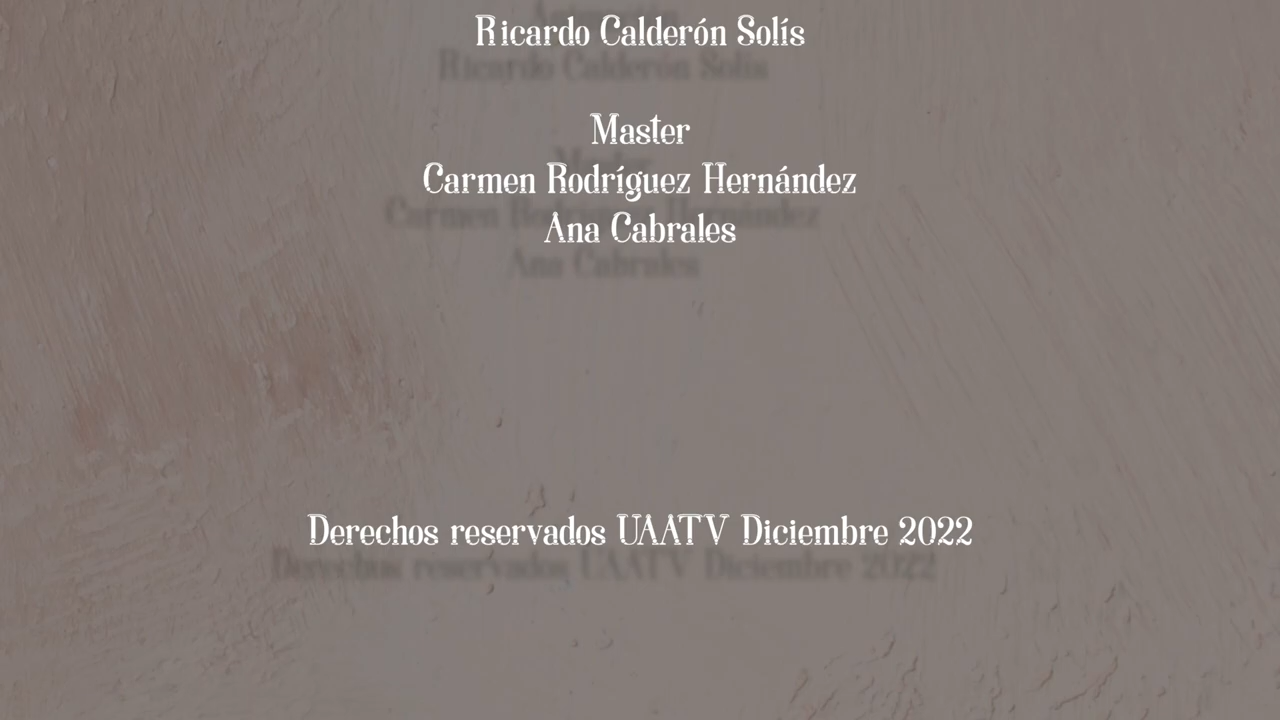 Ricardo Calderón Solís
Master
Carmen Rodríguez Hernández
Ana Cabrales
Derechos reservados UAATV Diciembre 2022